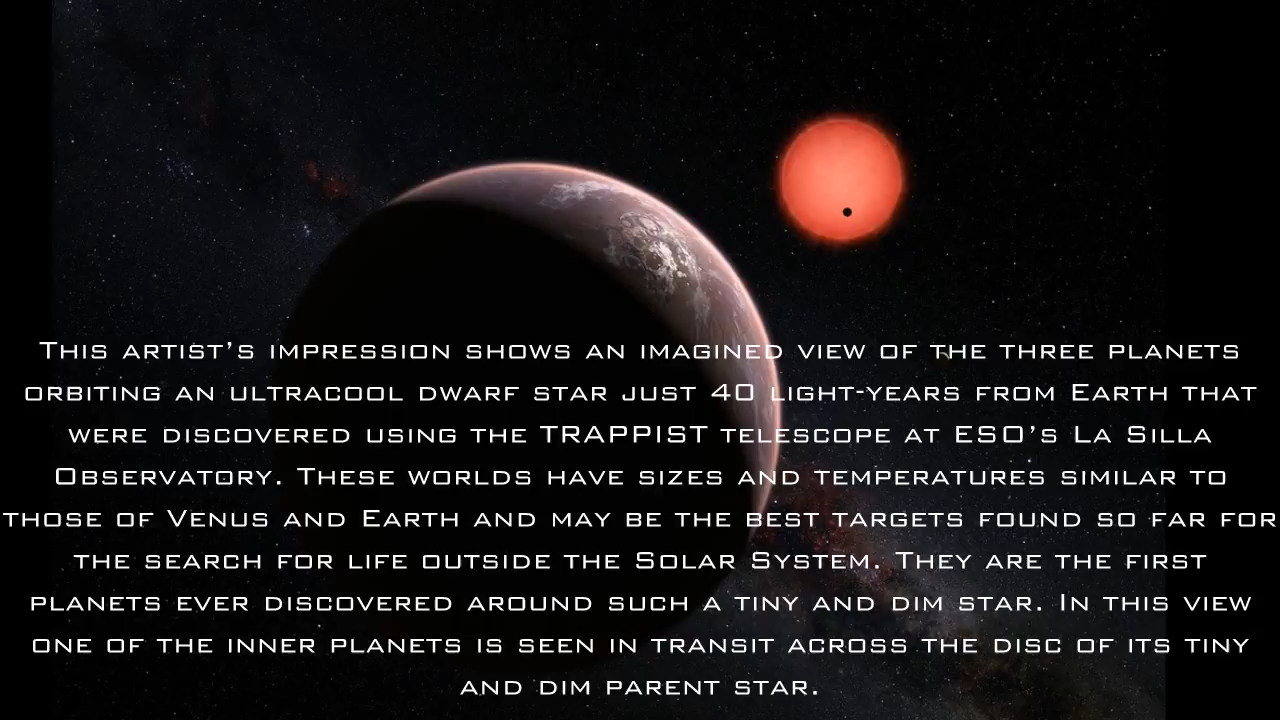 This artist's impression shows an imagined view of the three planets
orbiting an ultracool dwarf star just 40 light-years from Earth that
were discovered using the TRAPPIST telescope at ESO's La Silla
Observatory. These worlds have sizes and temperatures similar to
those of Venus and Earth and may be the best targets found so far for
the search for life outside the Solar System. They are the first
planets ever discovered around such a tiny and dim star. In this view
one of the inner planets is seen in transit across the disc of its tiny
and dim parent star.